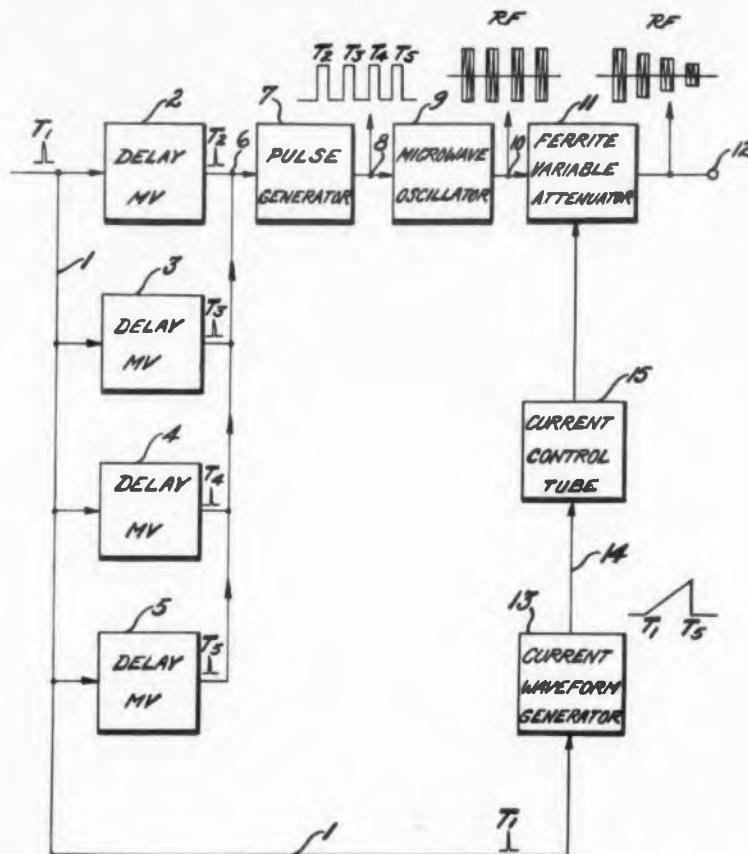 RF
RF
T2 T3 T4 T5
2
7
9
11
T1
DELAY
MV
T2
6
PULSE
GENERATOR
8
MICROWAVE
OSCILLATOR
10
FERRITE
VARIABLE
ATTENUATOR
12
1
3
DELAY
MV
T3
15
CURRENT
CONTROL
TUBE
4
DELAY
MV
T4
14
5
DELAY
MV
T5
13
CURRENT
WAVEFORM
GENERATOR
T1 T5
1
T1